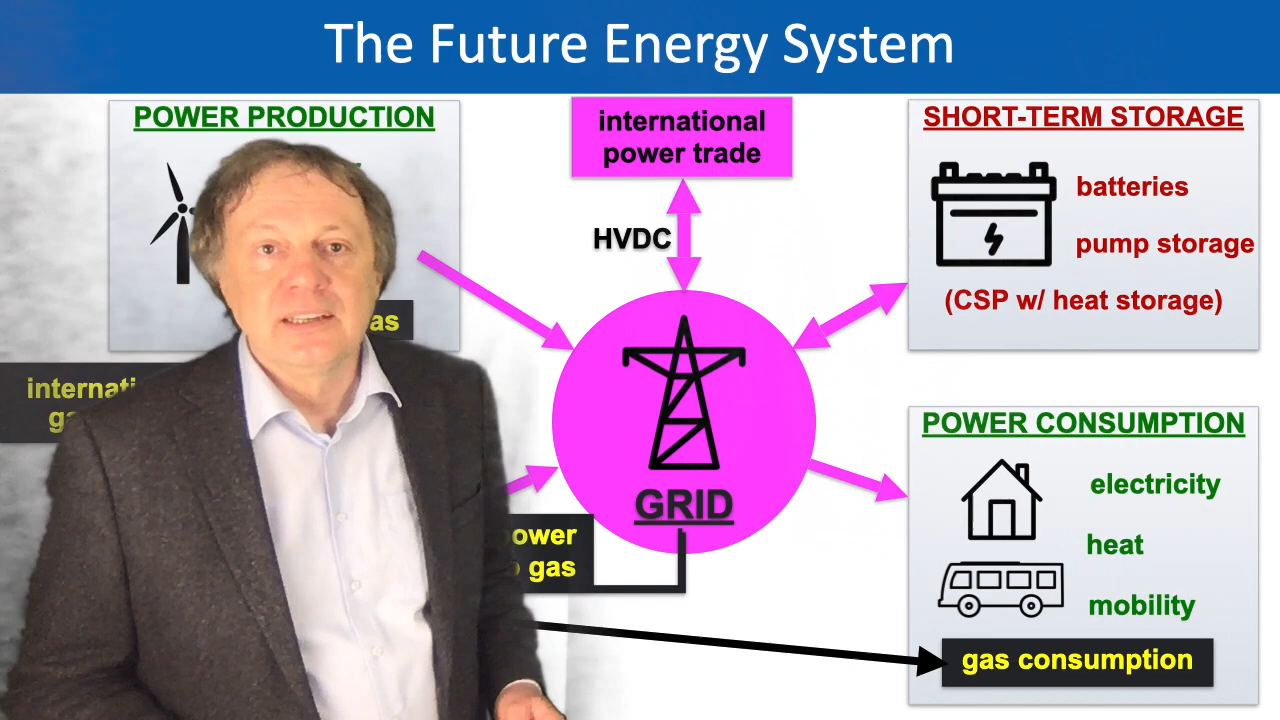 The Future Energy System
POWER PRODUCTION
international
power trade
HVDC
SHORT-TERM STORAGE
batteries
pump storage
(CSP w/ heat storage)
GRID
gas
POWER CONSUMPTION
electricity
heat
mobility
gas consumption